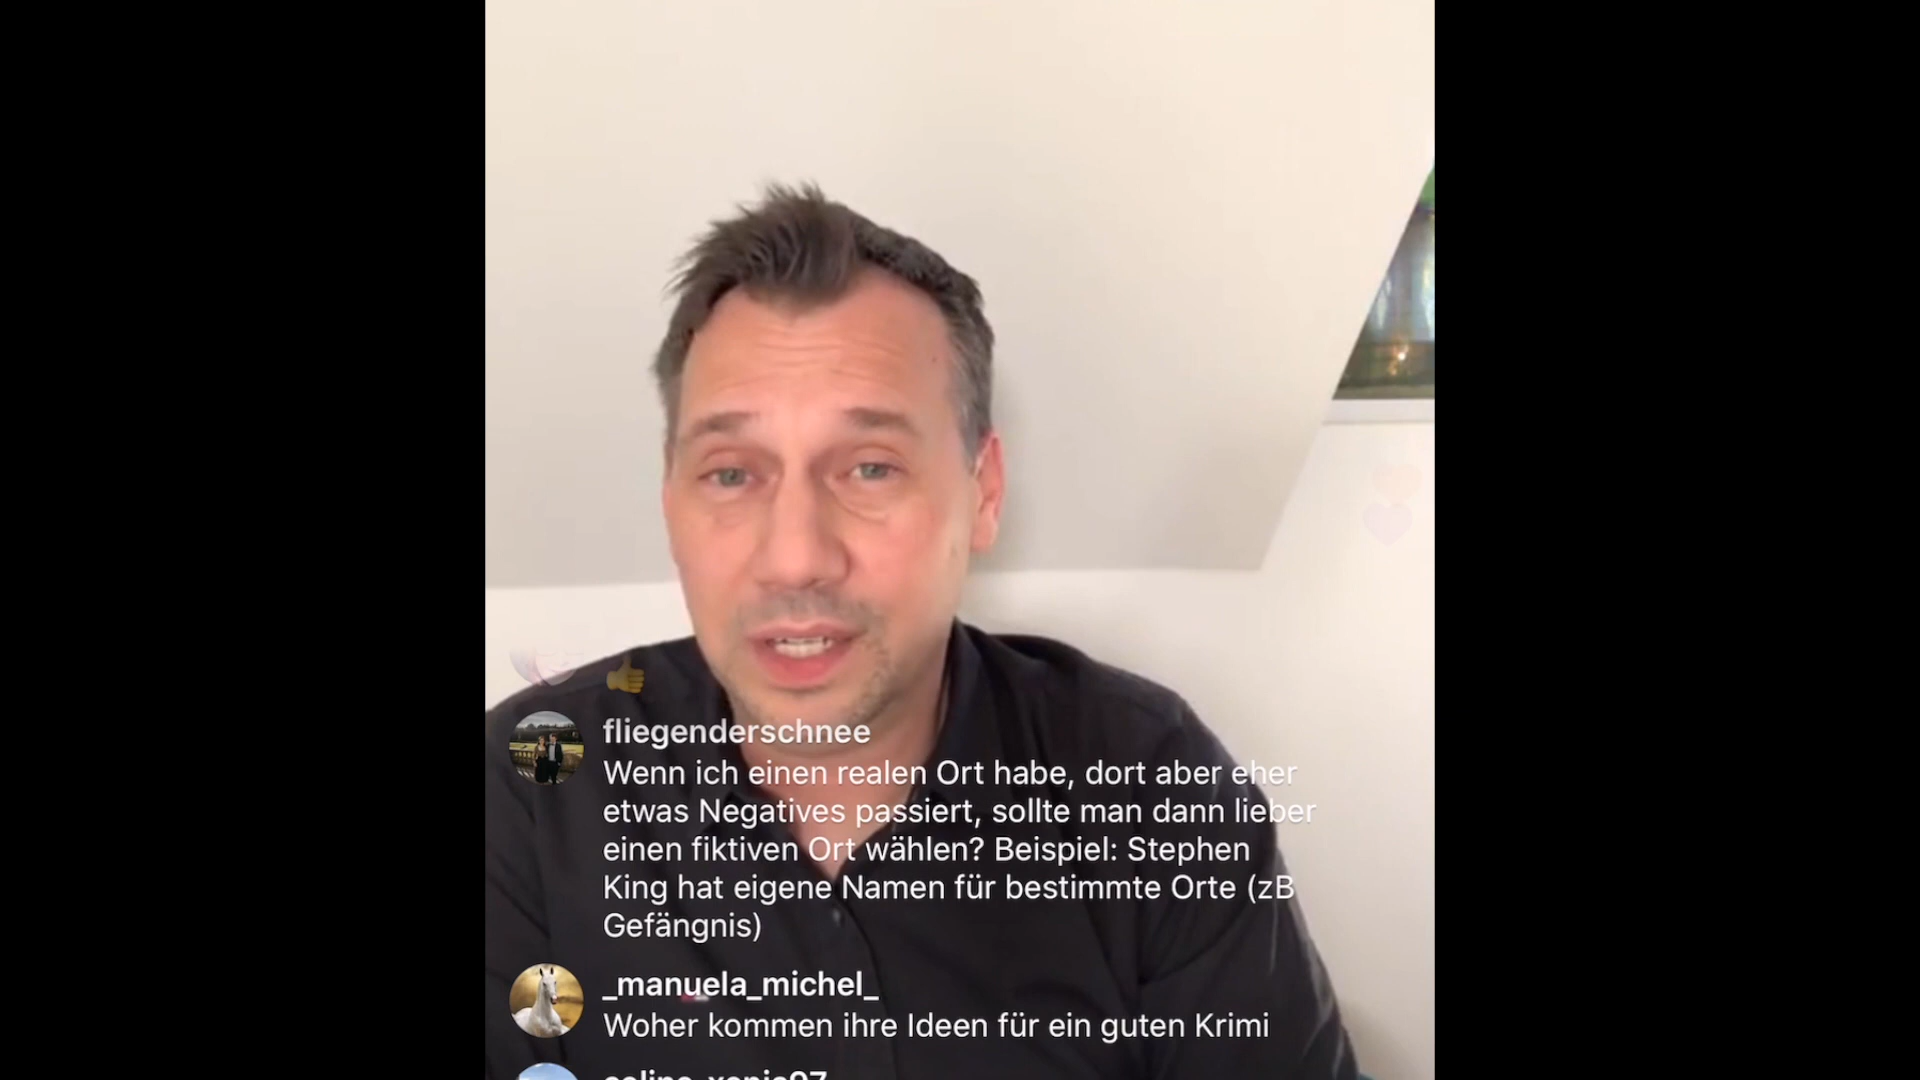 fliegenderschnee
Wenn ich einen realen Ort habe, dort aber eher
etwas Negatives passiert, sollte man dann lieber
einen fiktiven Ort wählen? Beispiel: Stephen
King hat eigene Namen für bestimmte Orte (zB
Gefängnis)
_manuela_michel_
Woher kommen ihre Ideen für ein guten Krimi